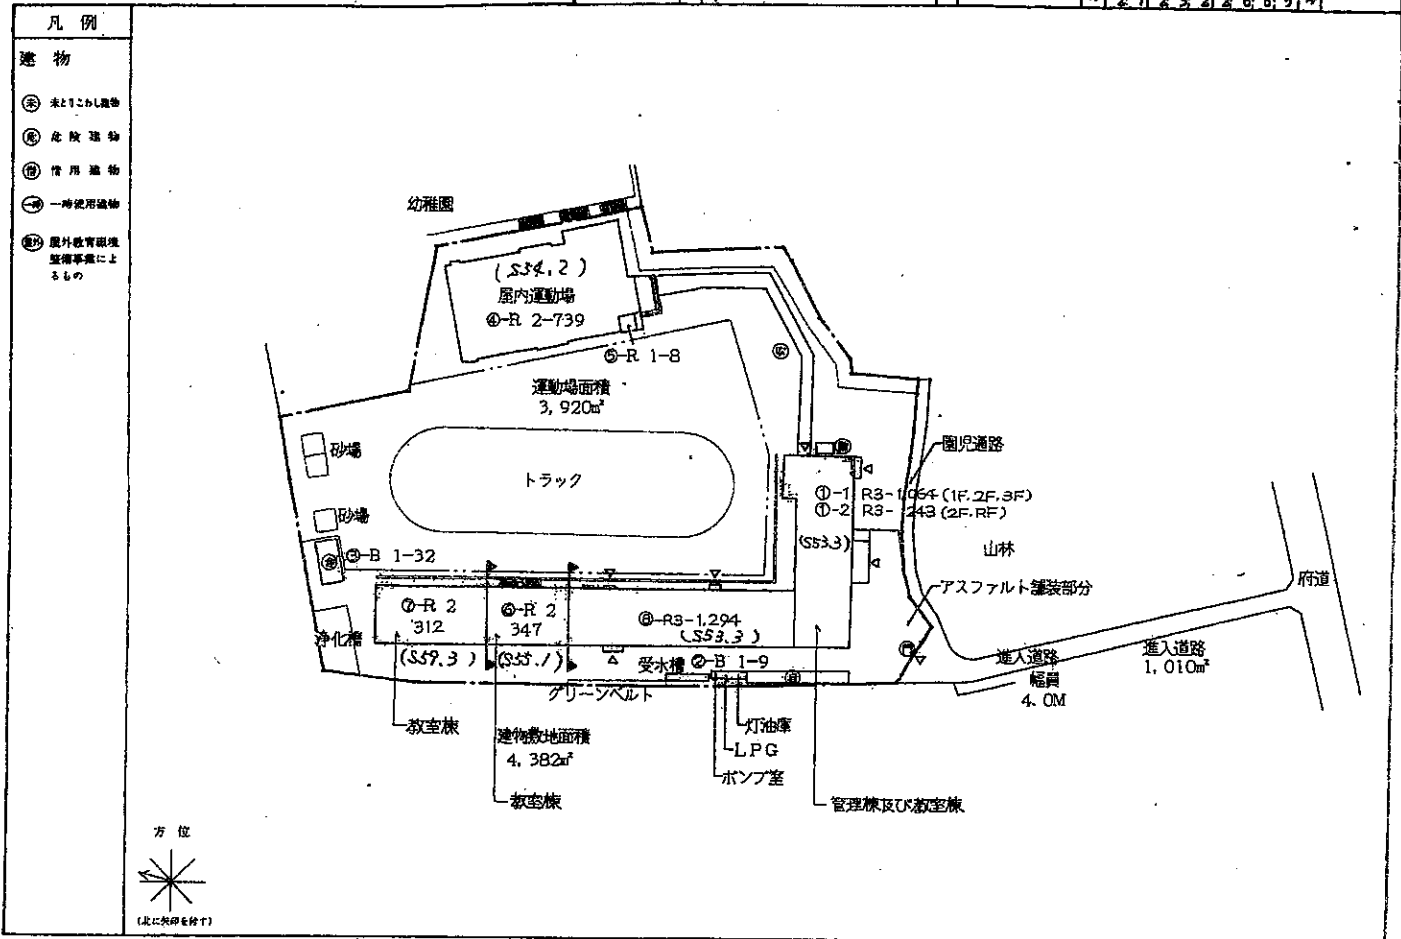 凡例
建物
未 未とりこわし建物
危 危険建物
借 借用建物
一時 一時使用建物
屋外 屋外教育環境
整備事業によ
るもの
幼稚園
(S54.2)
屋内運動場
④-R 2-739
⑤-R 1-8
運動場面積
3,920㎡
砂場
トラック
園児通路
①-1 R3-1,064(1F.2F.3F)
①-2 R3- 243(2F.RF)
(S53.3)
砂場
③-B 1-32
山林
府道
アスファルト舗装部分
⑦-R 2
312
⑥-R 2
347
⑧-R3-1,294
(S53.3)
浄化槽
(S59.3)
(S55.1)
受水槽
②-B 1-9
グリーンベルト
進入道路
幅員
4.0M
進入道路
1,010㎡
教室棟
建物敷地面積
4,382㎡
灯油庫
LPG
ポンプ室
教室棟
管理棟及び教室棟
方位
(北に矢印を付す)